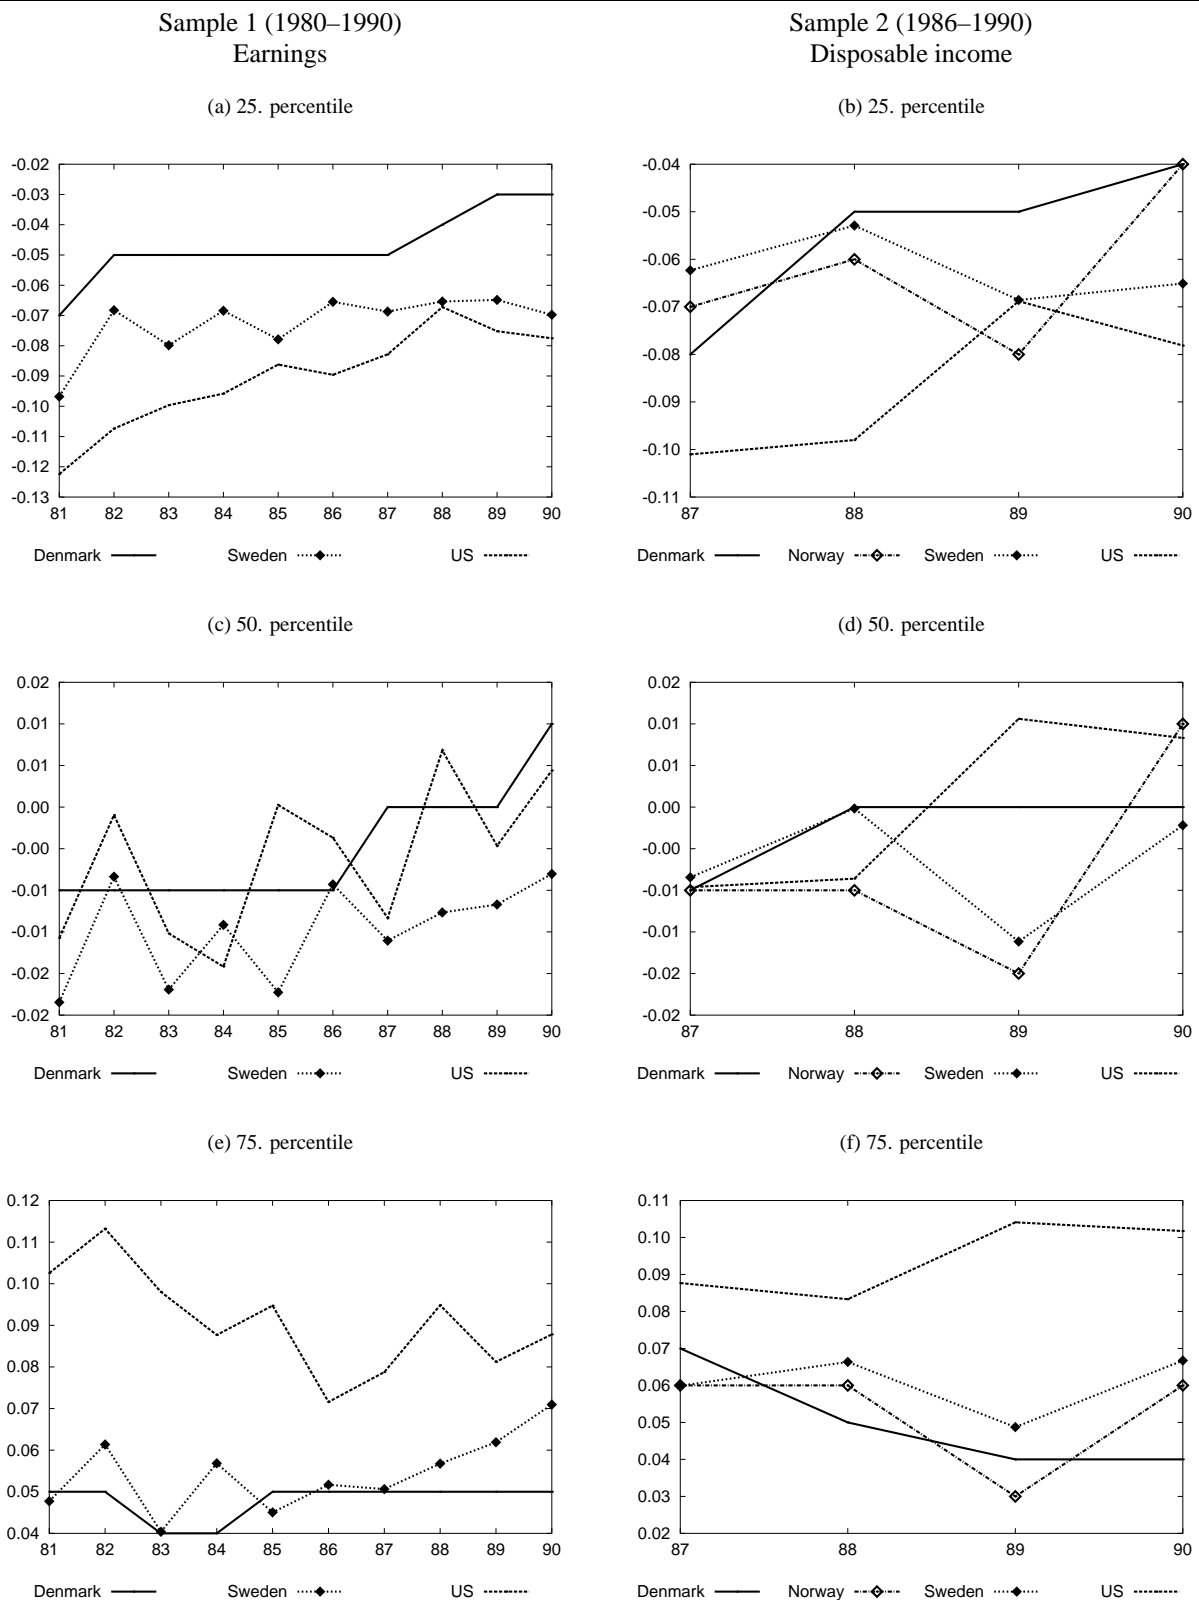 Sample 1 (1980–1990)
Earnings
Sample 2 (1986–1990)
Disposable income
(a) 25. percentile
-0.02
-0.03
-0.04
-0.05
-0.06
-0.07
-0.08
-0.09
-0.10
-0.11
-0.12
-0.13
81 82 83 84 85 86 87 88 89 90
Denmark Sweden US
(b) 25. percentile
-0.04
-0.05
-0.06
-0.07
-0.08
-0.09
-0.10
-0.11
87 88 89 90
Denmark Norway Sweden US
(c) 50. percentile
0.02
0.01
0.01
0.00
-0.00
-0.01
-0.01
-0.02
-0.02
81 82 83 84 85 86 87 88 89 90
Denmark Sweden US
(d) 50. percentile
0.02
0.01
0.01
0.00
-0.00
-0.01
-0.01
-0.02
-0.02
87 88 89 90
Denmark Norway Sweden US
(e) 75. percentile
0.12
0.11
0.10
0.09
0.08
0.07
0.06
0.05
0.04
81 82 83 84 85 86 87 88 89 90
Denmark Sweden US
(f) 75. percentile
0.11
0.10
0.09
0.08
0.07
0.06
0.05
0.04
0.03
0.02
87 88 89 90
Denmark Norway Sweden US